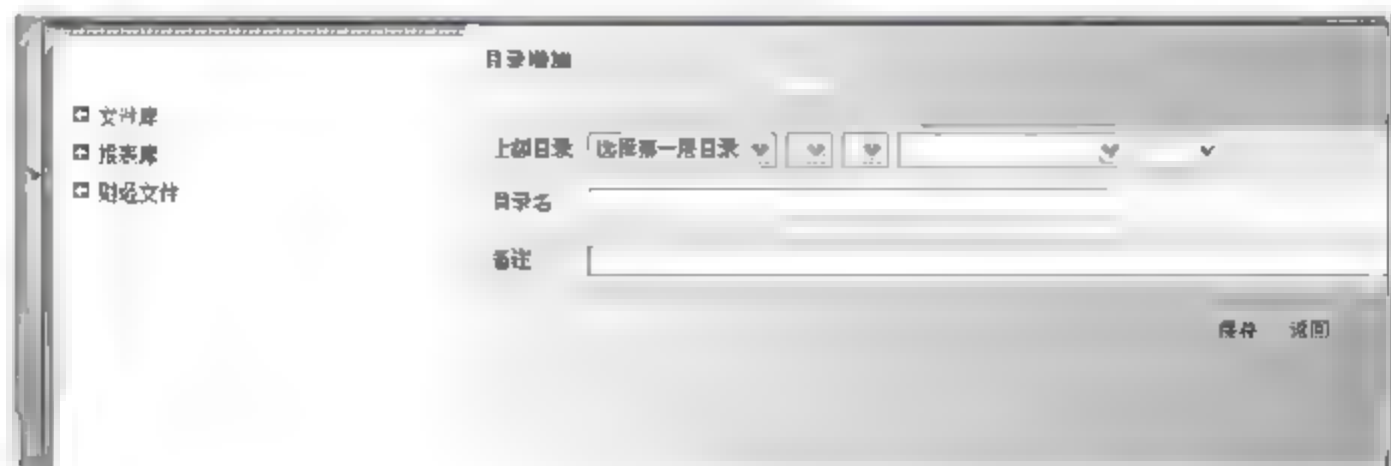 目录增加
文件库
报表库
财经文件
上级目录 选择第一层目录
目录名
备注
保存 返回